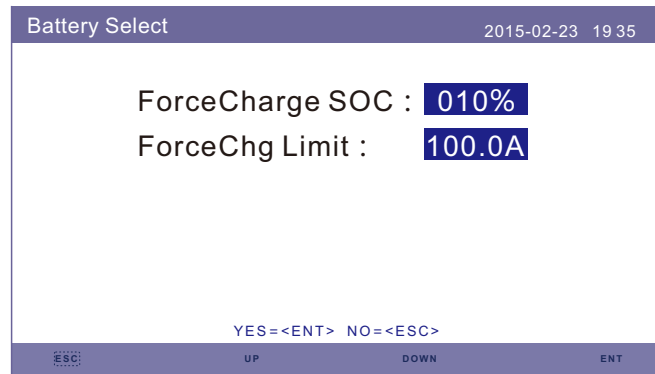 Battery Select 2015-02-23 19 35
ForceCharge SOC : 010%
ForceChg Limit : 100.0A
YES=<ENT> NO=<ESC>
ESC UP DOWN ENT